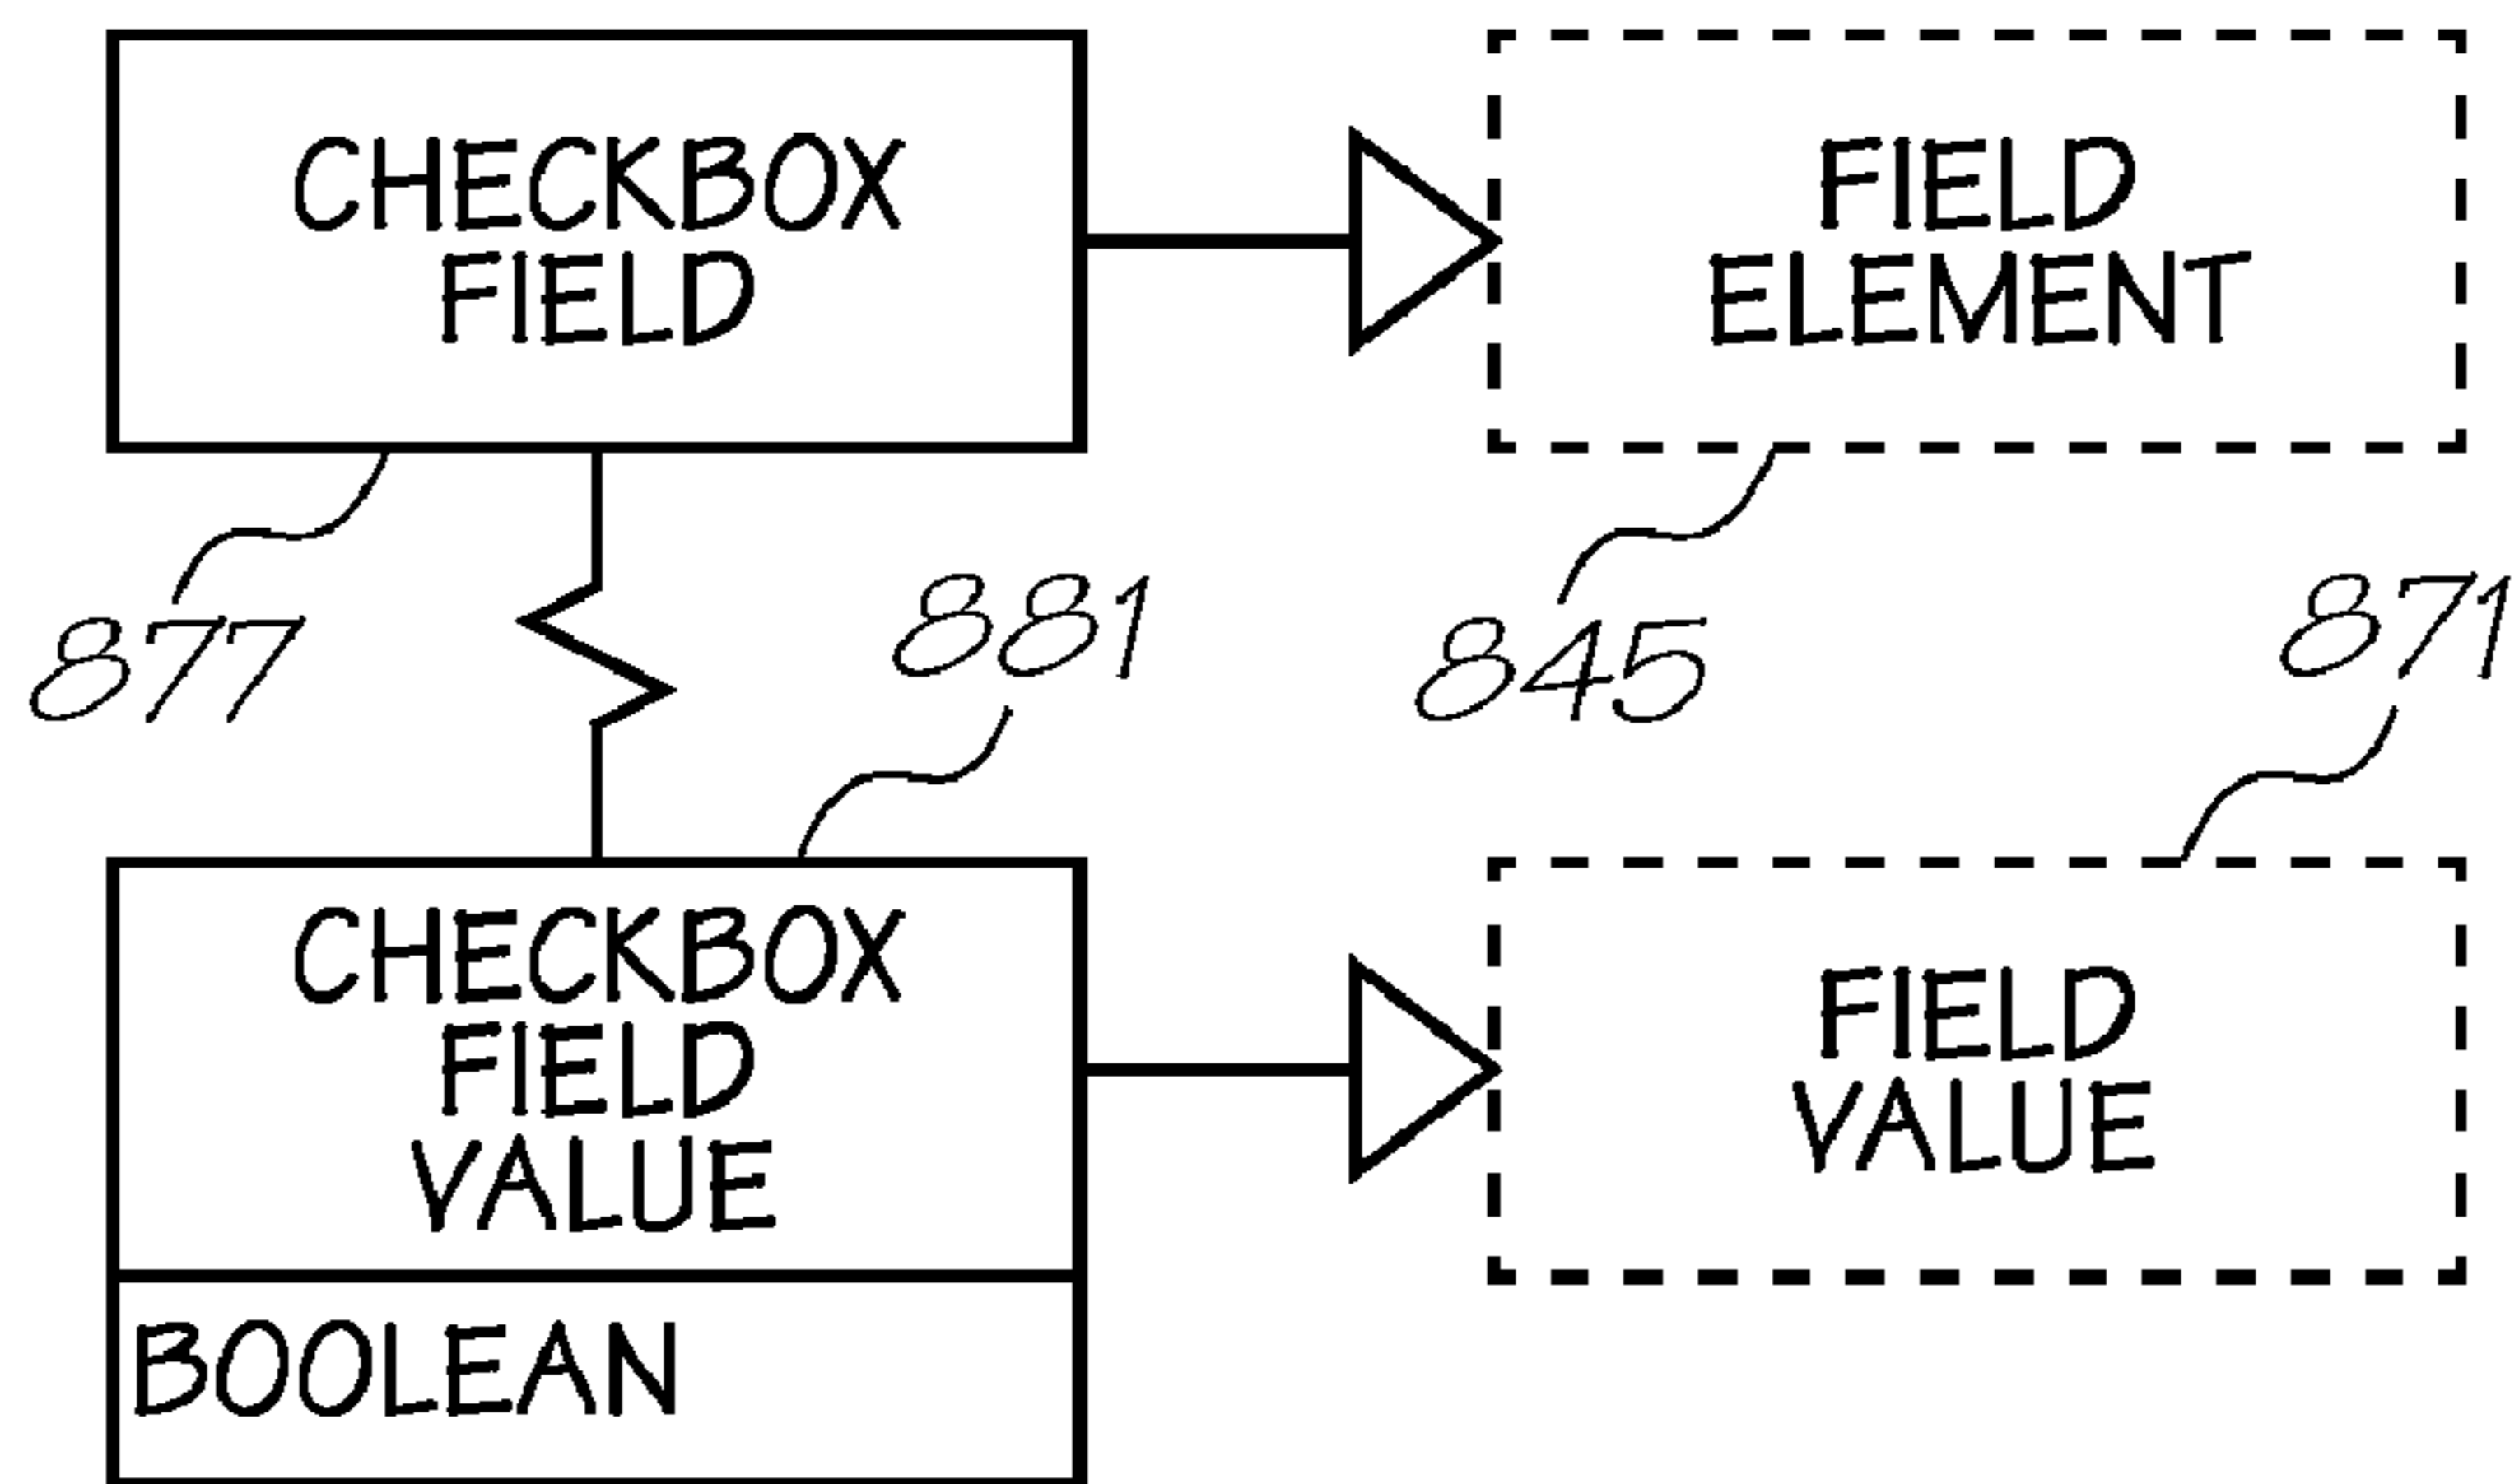 CHECKBOX
FIELD
FIELD
ELEMENT
877
881
845
871
CHECKBOX
FIELD
VALUE
BOOLEAN
FIELD
VALUE